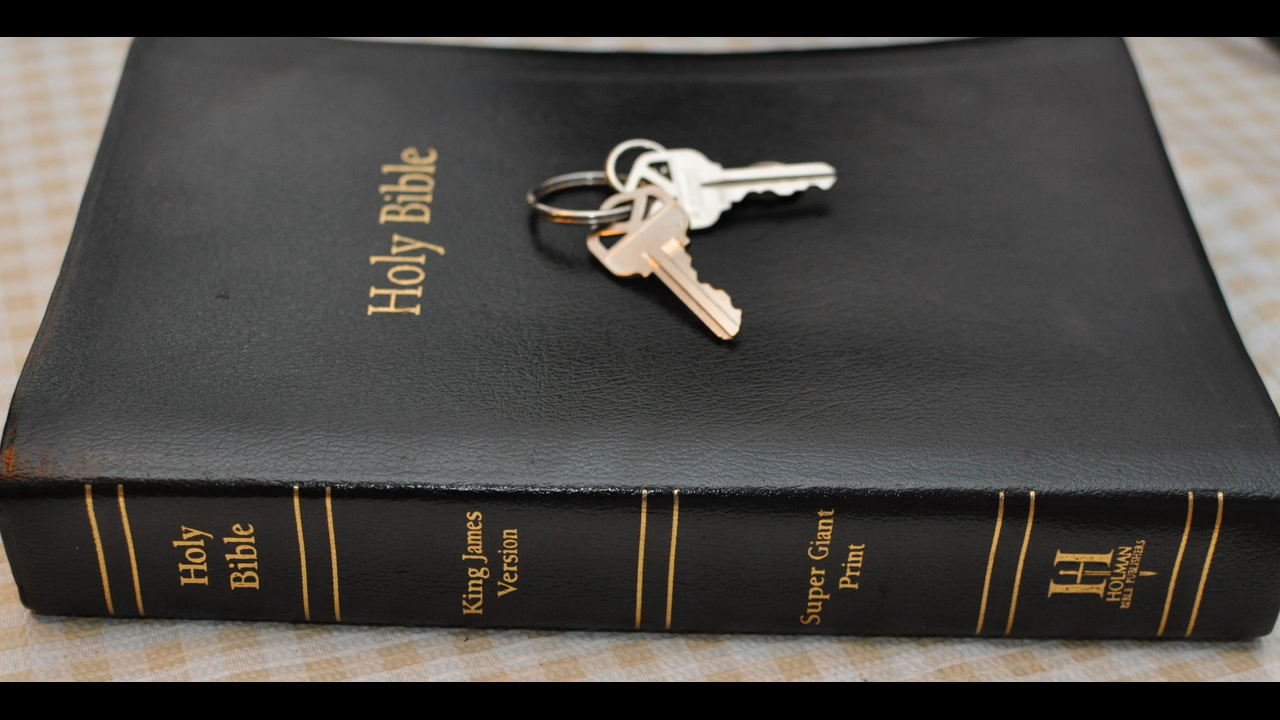 Holy Bible
Holy
Bible
King James
Version
Super Giant
Print
H
HOLMAN
BIBLE PUBLISHERS